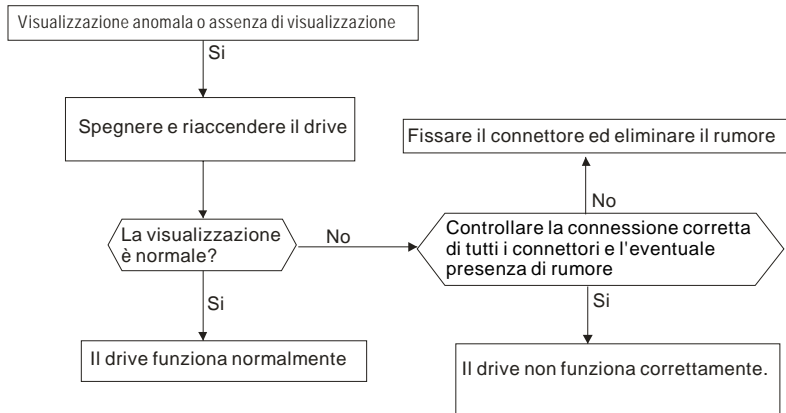 Visualizzazione anomala o assenza di visualizzazione
Si
Spegnere e riaccendere il drive
Fissare il connettore ed eliminare il rumore
No
La visualizzazione
è normale?
No
Controllare la connessione corretta
di tutti i connettori e l'eventuale
presenza di rumore
Si
Si
Il drive funziona normalmente
Il drive non funziona correttamente.